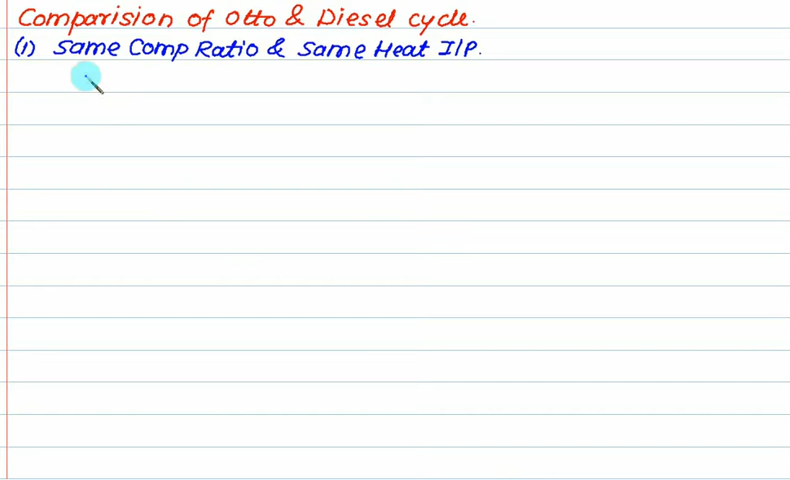 Comparision of Otto & Diesel cycle.
(1) Same Comp Ratio & Same Heat I/P.